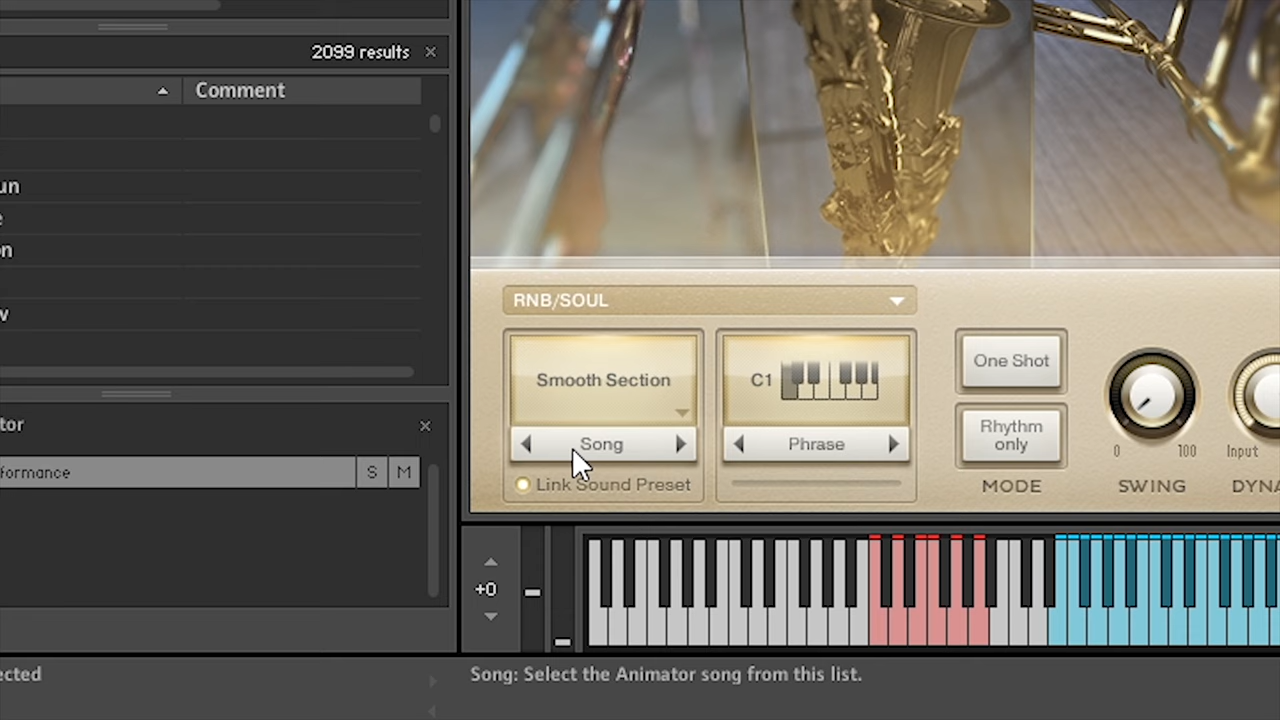 2099 results
Comment
un
e
on
w
tor
formance S M
RNB/SOUL
Smooth Section
Song
Link Sound Preset
C1
Phrase
One Shot
Rhythm
only
MODE
0 100
SWING
Input
DYNA
+0
ected
Song: Select the Animator song from this list.